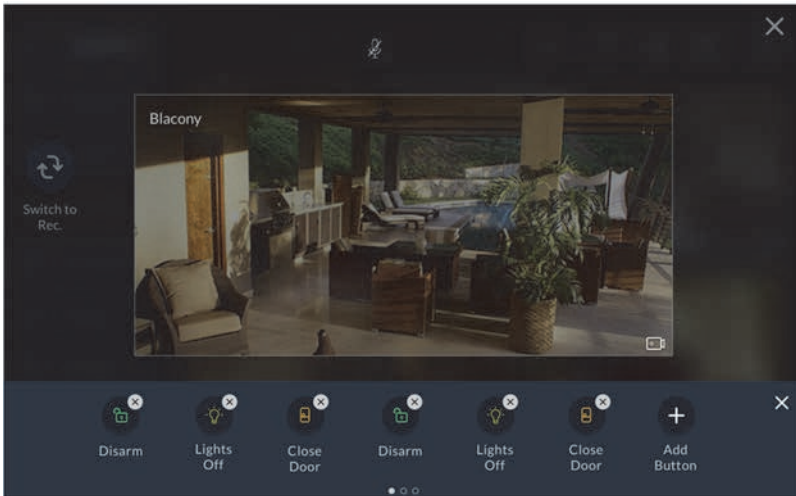 Blacony
Switch to
Rec.
Disarm
Lights
Off
Close
Door
Disarm
Lights
Off
Close
Door
Add
Button